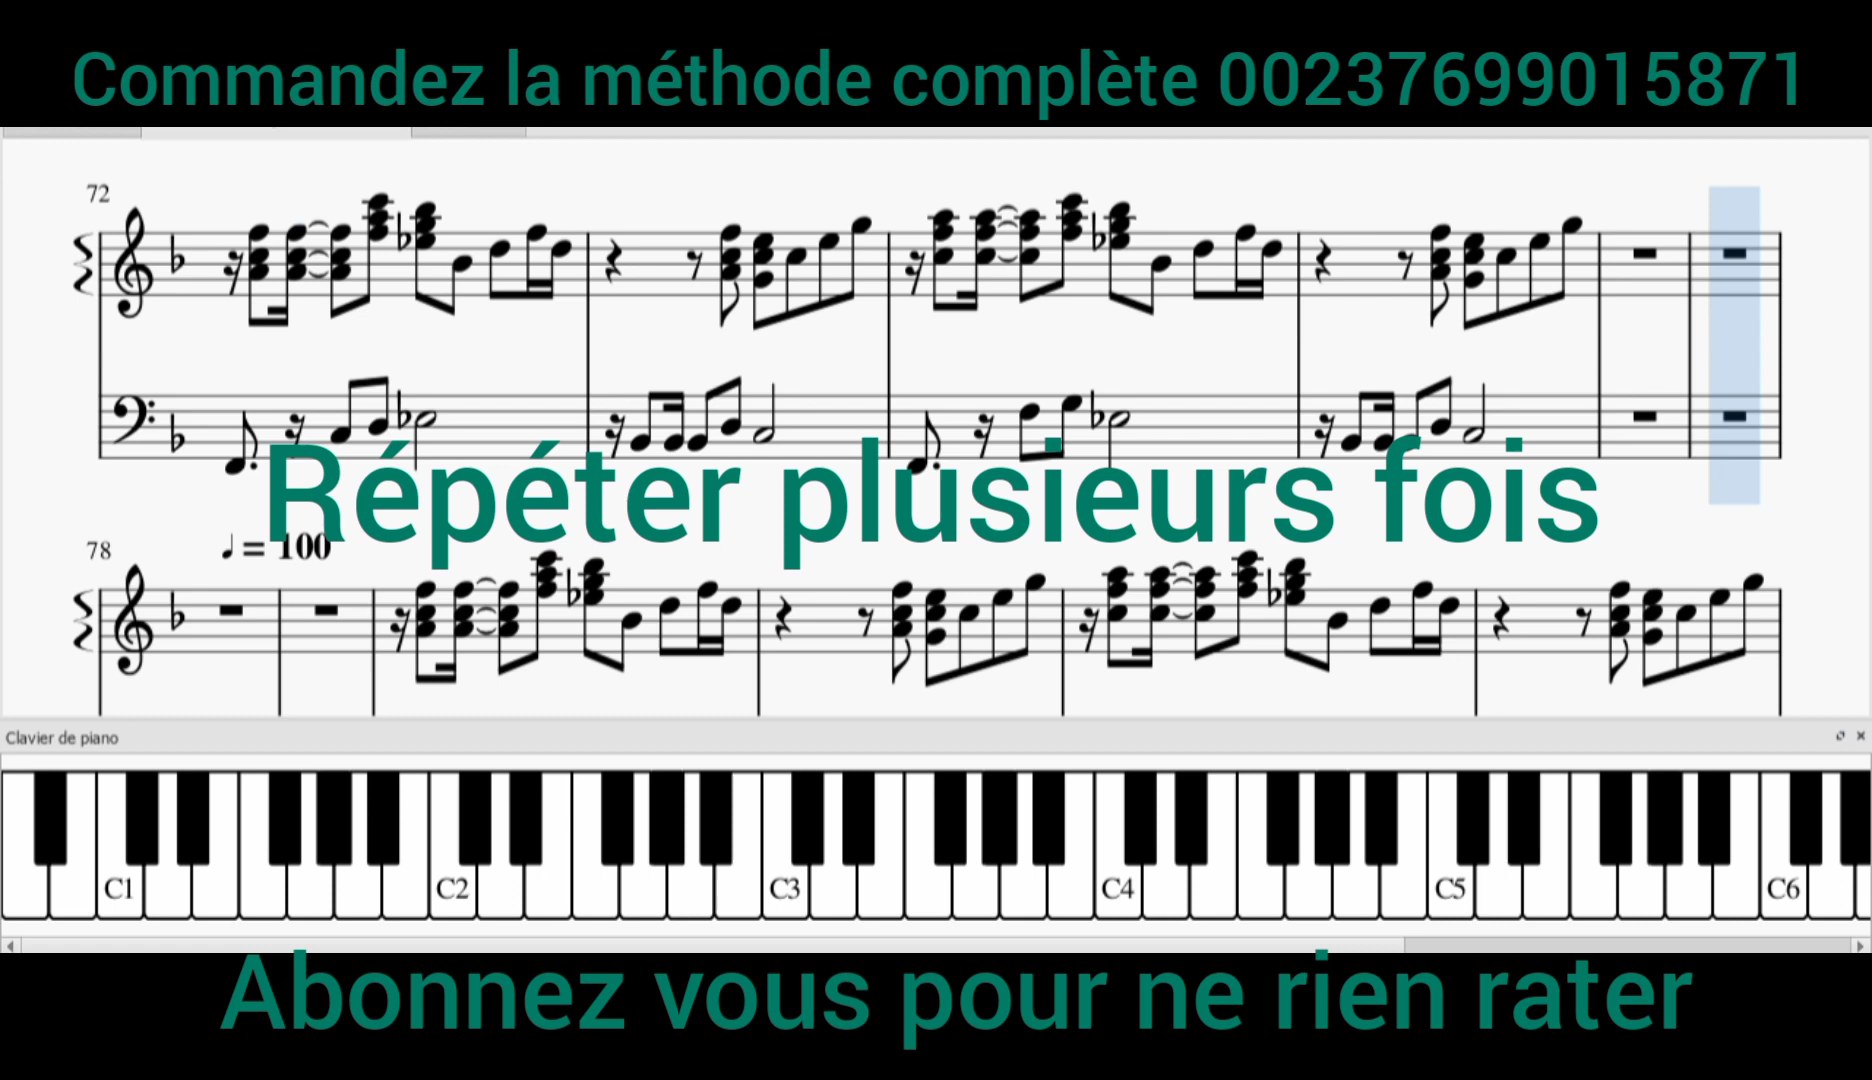 Commandez la méthode complète 00237699015871
72
Répéter plusieurs fois
78
♩ = 100
Clavier de piano
C1 C2 C3 C4 C5 C6
Abonnez vous pour ne rien rater